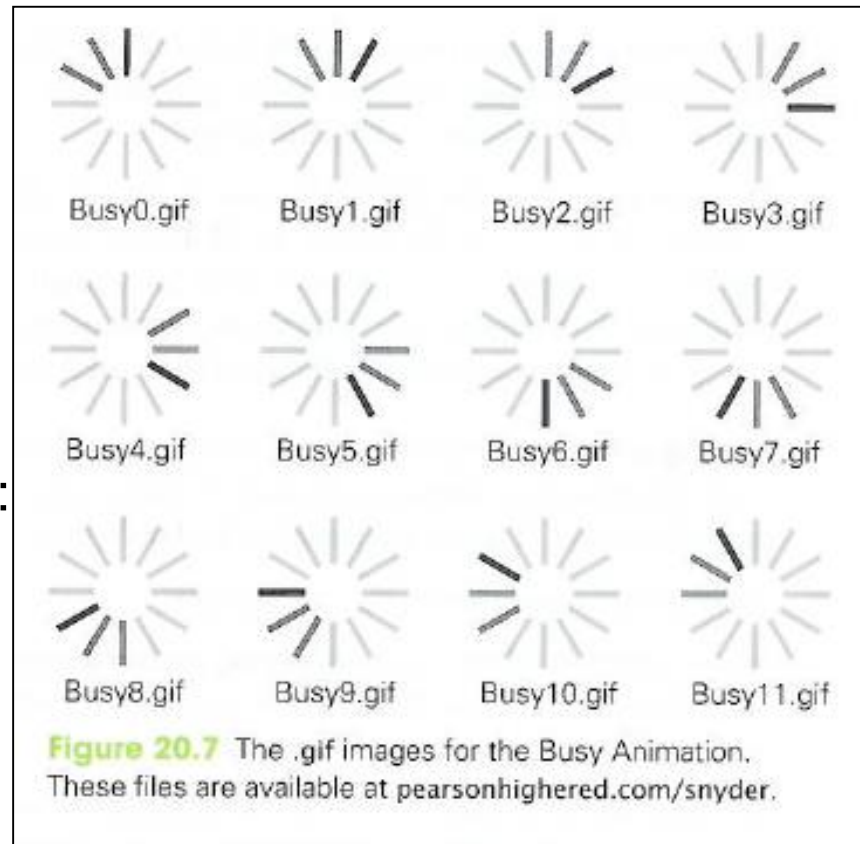 Busy0.gif Busy1.gif Busy2.gif Busy3.gif
Busy4.gif Busy5.gif Busy6.gif Busy7.gif
:
Busy8.gif Busy9.gif Busy10.gif Busy11.gif
Figure 20.7 The .gif images for the Busy Animation.
These files are available at pearsonhighered.com/snyder.